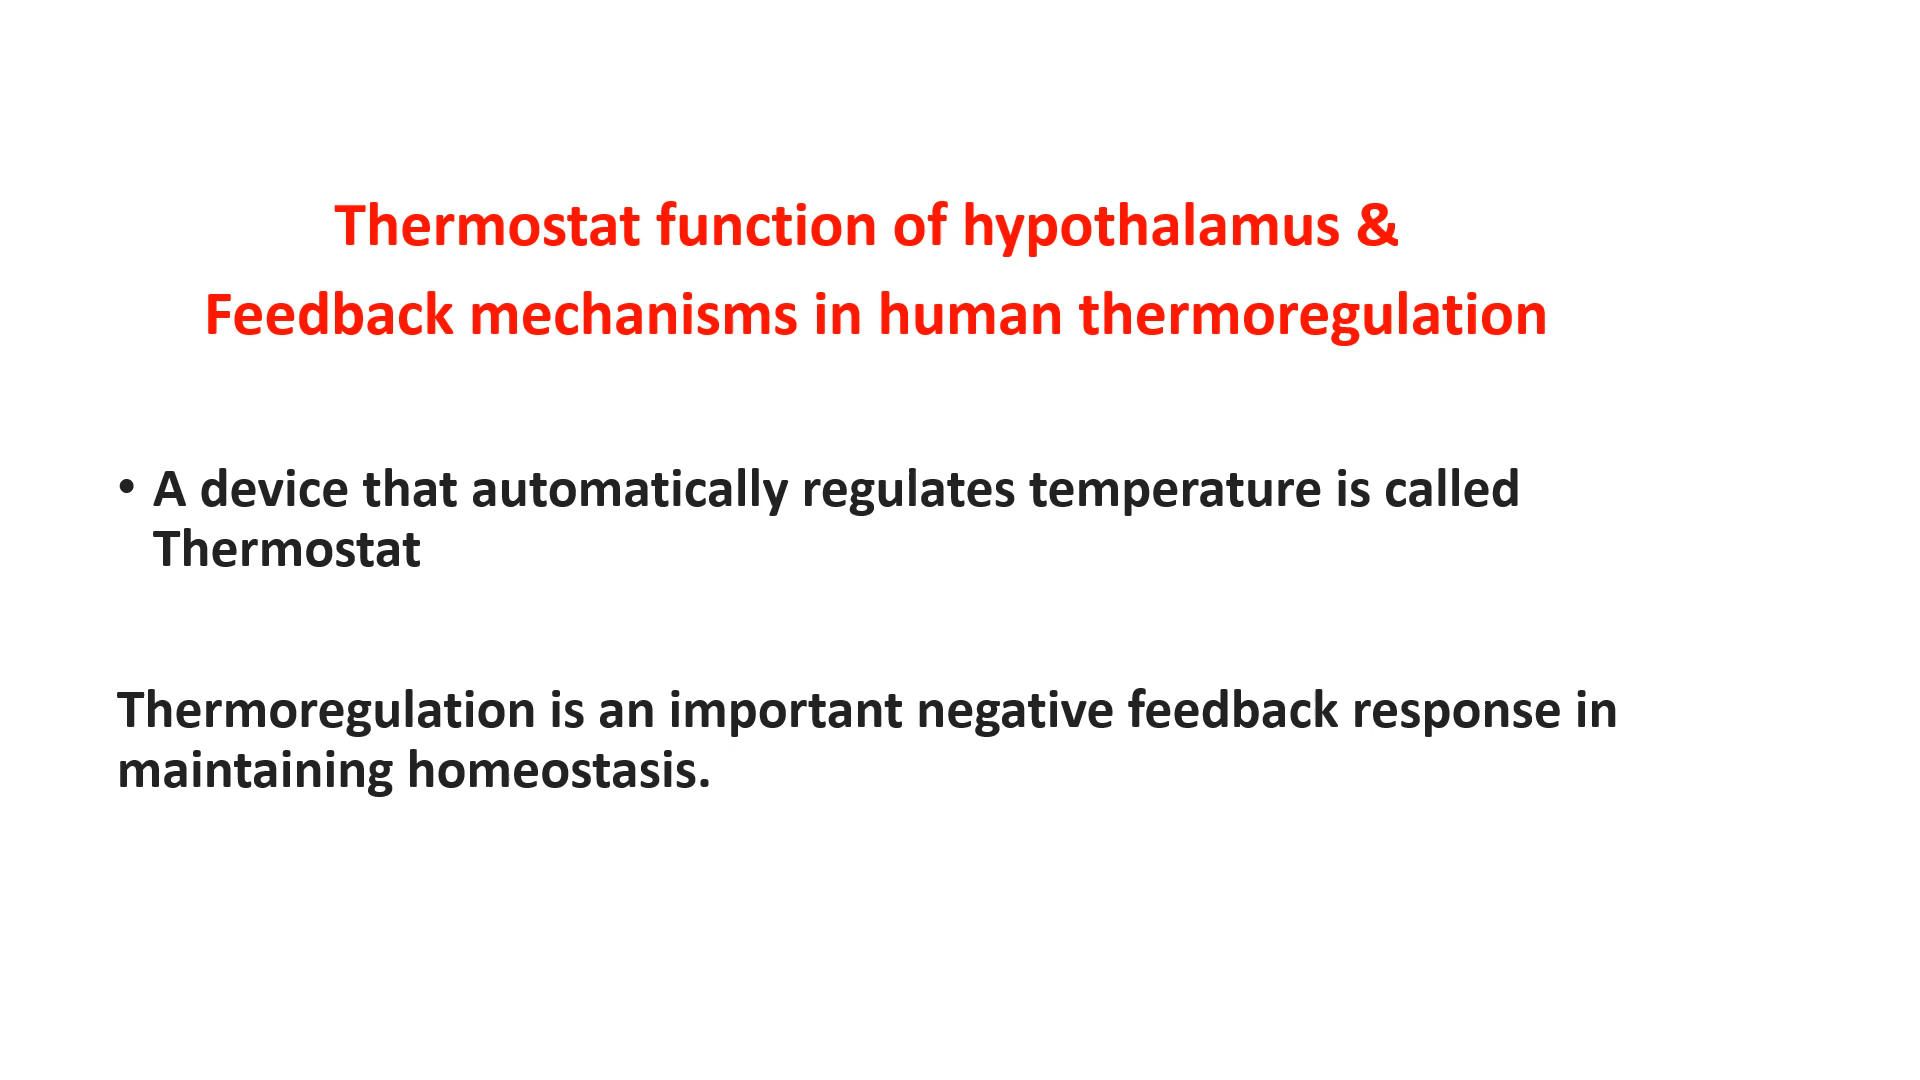 Thermostat function of hypothalamus &
Feedback mechanisms in human thermoregulation
• A device that automatically regulates temperature is called
Thermostat
Thermoregulation is an important negative feedback response in
maintaining homeostasis.